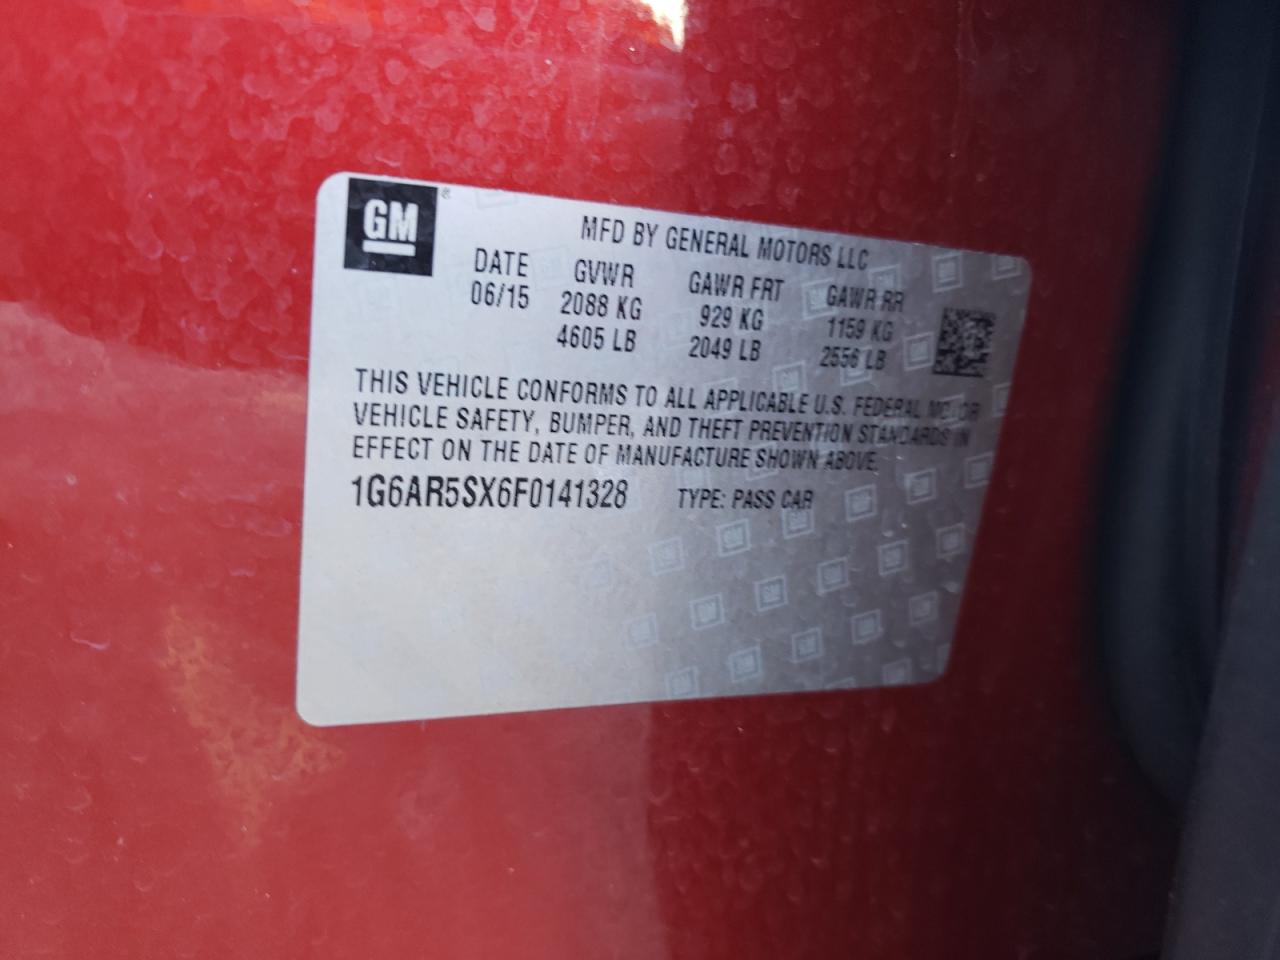 GM ®
MFD BY GENERAL MOTORS LLC
DATE GVWR GAWR FRT GAWR RR
06/15 2088 KG 929 KG 1159 KG
4605 LB 2049 LB 2556 LB
THIS VEHICLE CONFORMS TO ALL APPLICABLE U.S. FEDERAL MOTOR
VEHICLE SAFETY, BUMPER, AND THEFT PREVENTION STANDARDS IN
EFFECT ON THE DATE OF MANUFACTURE SHOWN ABOVE.
1G6AR5SX6F0141328 TYPE: PASS CAR